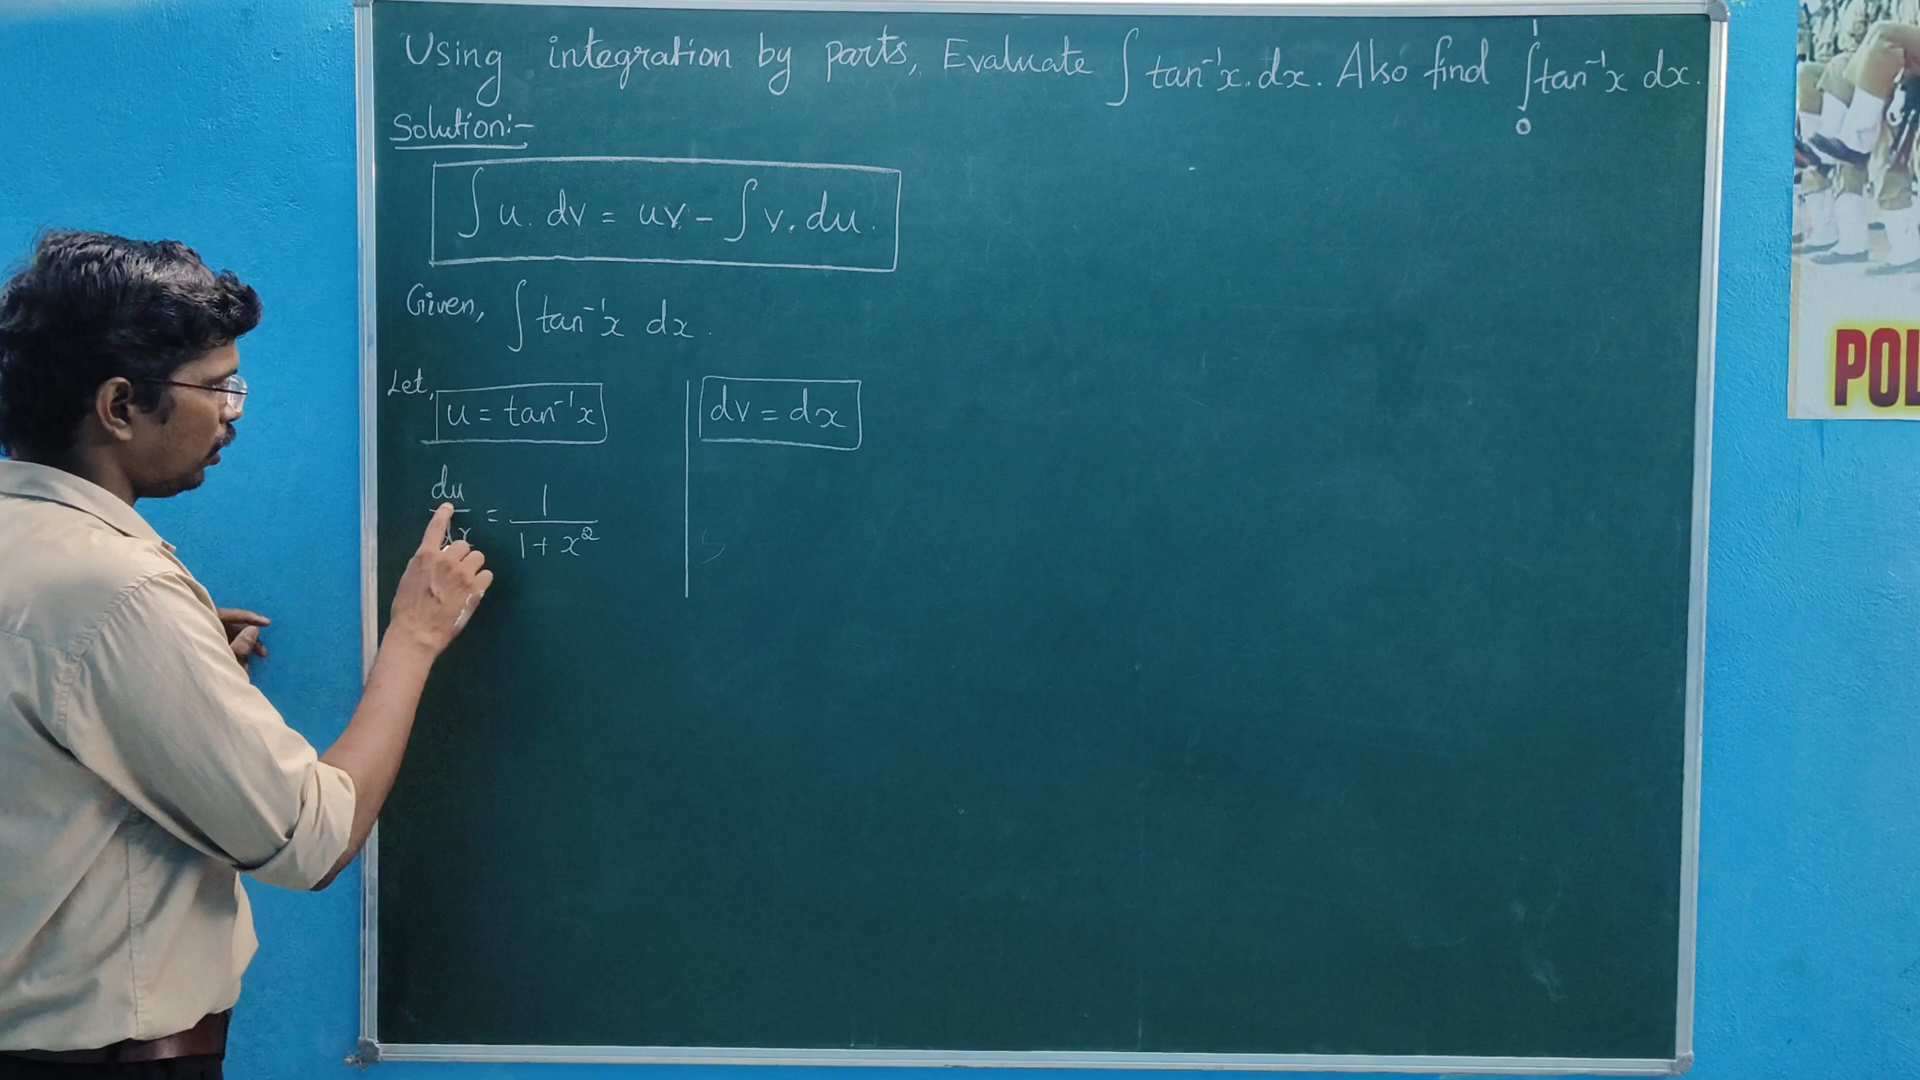 Using integration by parts, Evaluate ∫ tan⁻¹x. dx. Also find ∫₀¹ tan⁻¹x dx.
Solution:-
∫ u. dv = uv - ∫ v. du.
Given, ∫ tan⁻¹x dx.
Let, u = tan⁻¹x | dv = dx
du/dx = 1/(1 + x²)
POL